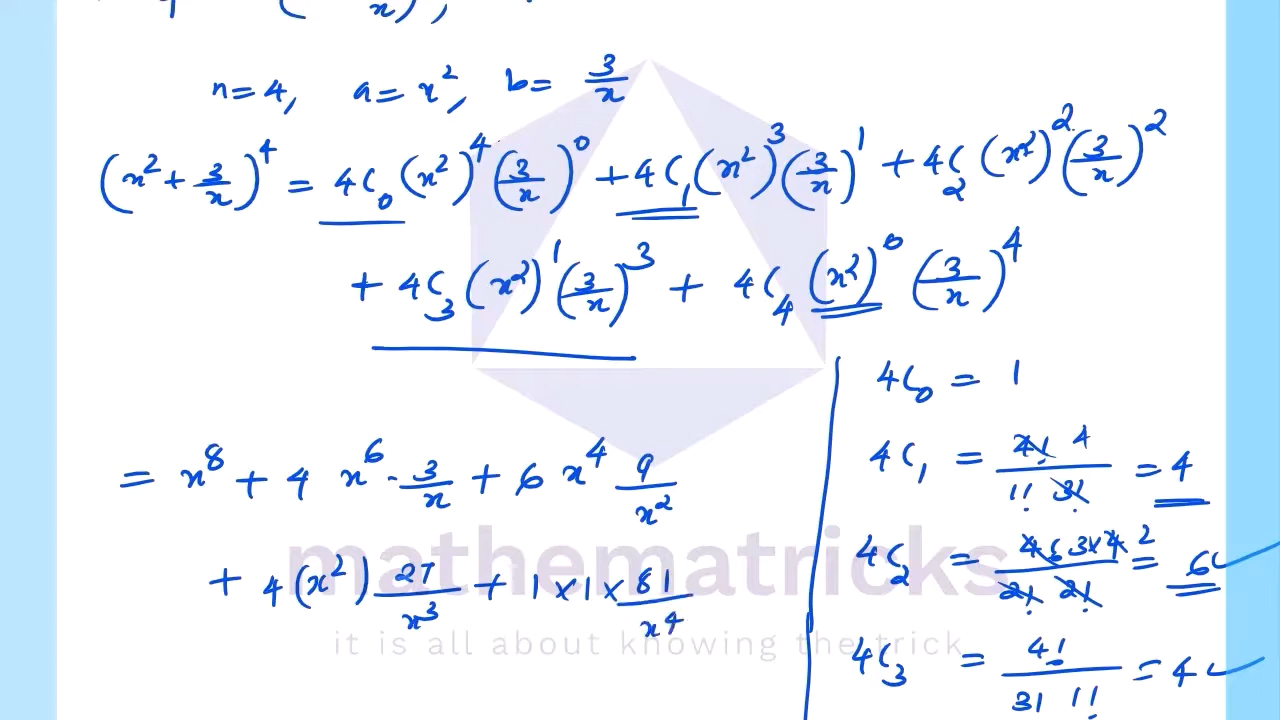 n=4, a=x², b= 3/x
(x² + 3/x)⁴ = 4C₀ (x²)⁴ (3/x)⁰ + 4C₁ (x²)³ (3/x)¹ + 4C₂ (x²)² (3/x)²
+ 4C₃ (x²)¹ (3/x)³ + 4C₄ (x²)⁰ (3/x)⁴
= x⁸ + 4 x⁶ · 3/x + 6 x⁴ 9/x²
+ 4(x²) 27/x³ + 1×1× 81/x⁴
4C₀ = 1
4C₁ = 4! 4 / 1! 3! = 4
4C₂ = / 2! 2! = 6
4C₃ = 4! / 3! 1! = 4
mathematricks
it is all about knowing the trick